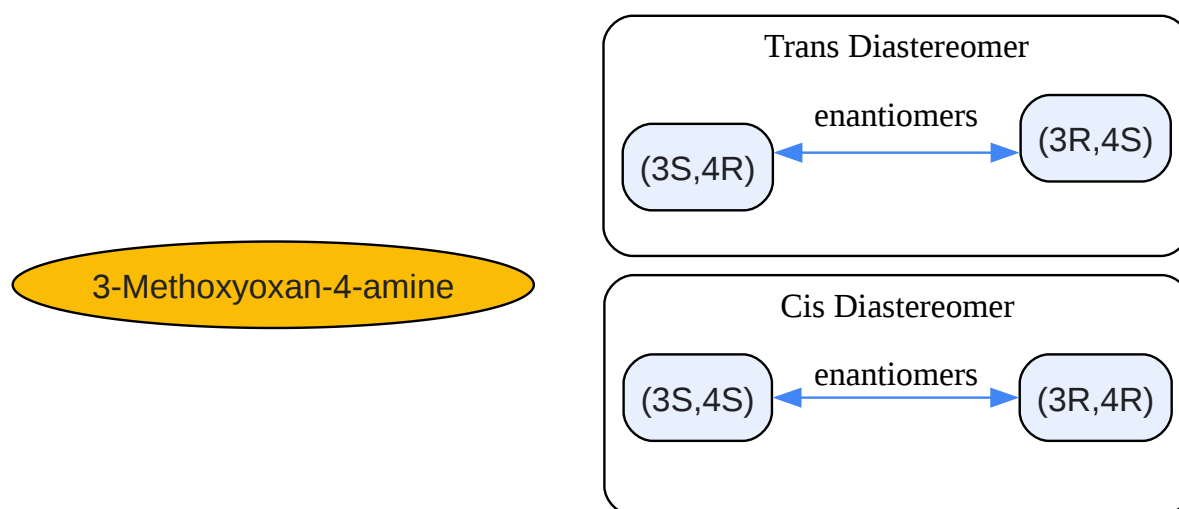 3-Methoxyoxan-4-amine
Trans Diastereomer
enantiomers
(3S,4R)
(3R,4S)
Cis Diastereomer
enantiomers
(3S,4S)
(3R,4R)